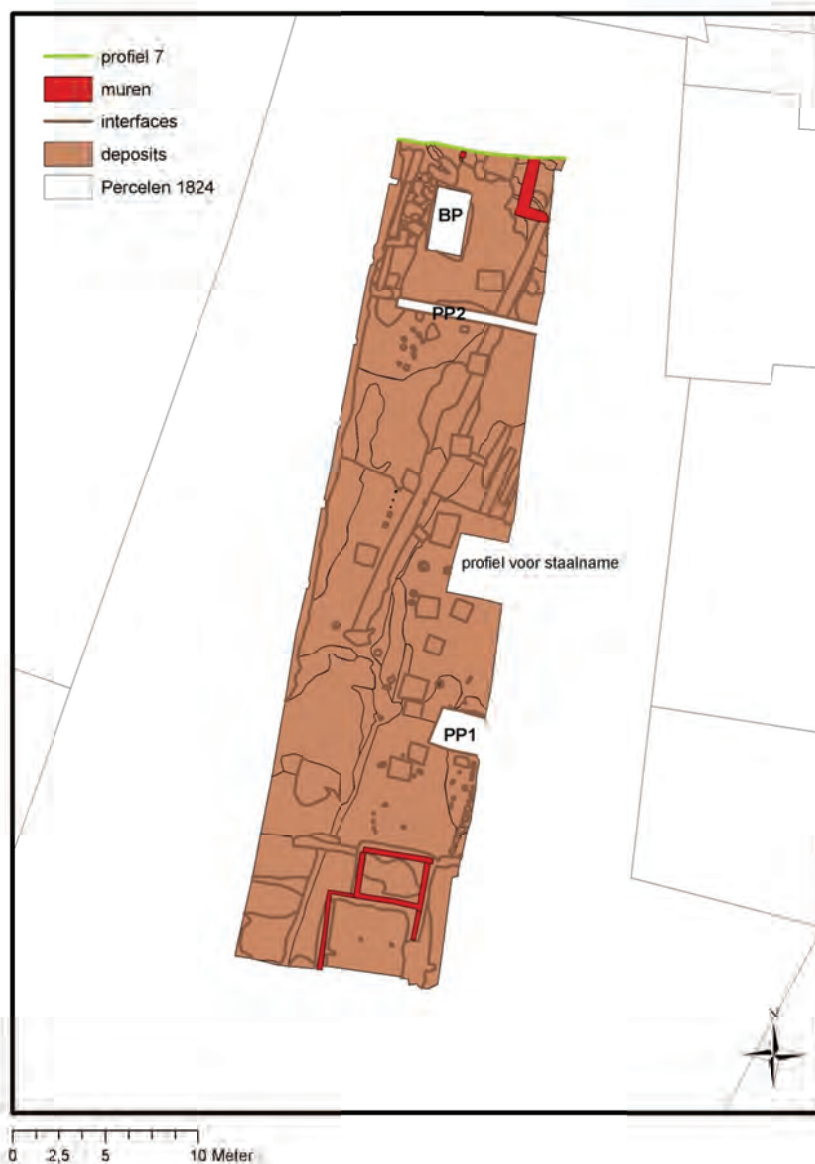 profiel 7
muren
interfaces
deposits
Percelen 1824
BP
PP2
profiel voor staalname
PP1
N
0 2,5 5 10 Meter